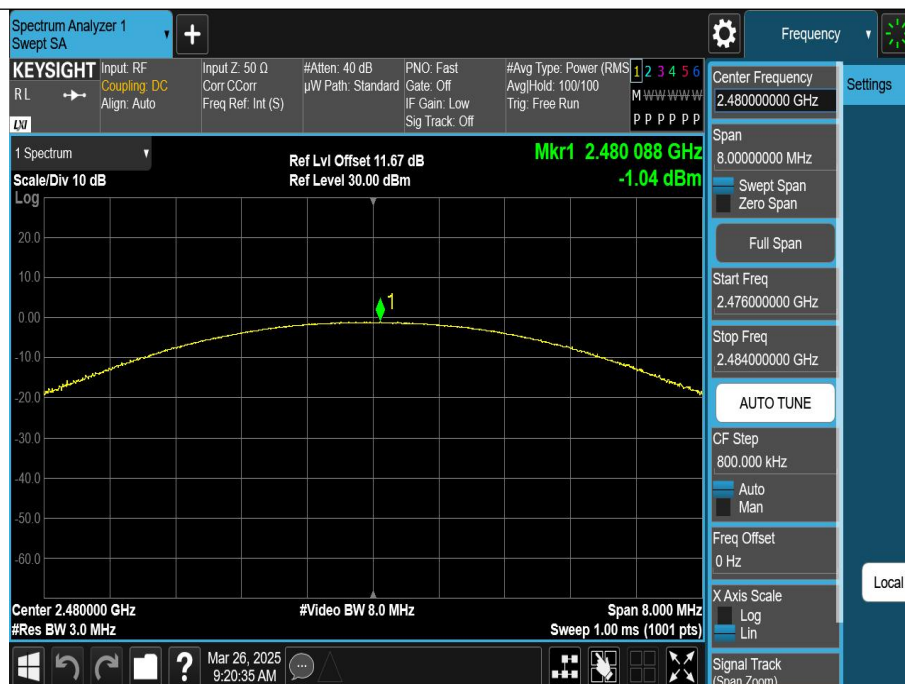 Spectrum Analyzer 1
Swept SA
Frequency
KEYSIGHT
RL
LXI
Input: RF
Coupling: DC
Align: Auto
Input Z: 50 Ω
Corr CCorr
Freq Ref: Int (S)
#Atten: 40 dB
µW Path: Standard
PNO: Fast
Gate: Off
IF Gain: Low
Sig Track: Off
#Avg Type: Power (RMS
Avg|Hold: 100/100
Trig: Free Run
1 2 3 4 5 6
M W W W W W
P P P P P P
1 Spectrum
Scale/Div 10 dB
Log
Ref Lvl Offset 11.67 dB
Ref Level 30.00 dBm
Mkr1 2.480 088 GHz
-1.04 dBm
20.0
10.0
0.00
-10.0
-20.0
-30.0
-40.0
-50.0
-60.0
1
Center 2.480000 GHz
#Res BW 3.0 MHz
#Video BW 8.0 MHz
Span 8.000 MHz
Sweep 1.00 ms (1001 pts)
Center Frequency
2.480000000 GHz
Settings
Span
8.00000000 MHz
Swept Span
Zero Span
Full Span
Start Freq
2.476000000 GHz
Stop Freq
2.484000000 GHz
AUTO TUNE
CF Step
800.000 kHz
Auto
Man
Freq Offset
0 Hz
X Axis Scale
Log
Lin
Local
Signal Track
(Span Zoom)
?
Mar 26, 2025
9:20:35 AM